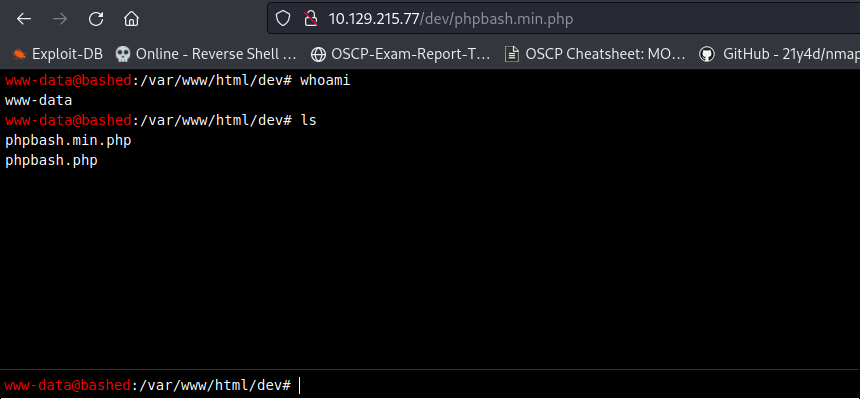 10.129.215.77/dev/phpbash.min.php
Exploit-DB Online - Reverse Shell ... OSCP-Exam-Report-T... OSCP Cheatsheet: MO... GitHub - 21y4d/nmap
www-data@bashed:/var/www/html/dev# whoami
www-data
www-data@bashed:/var/www/html/dev# ls
phpbash.min.php
phpbash.php
www-data@bashed:/var/www/html/dev#